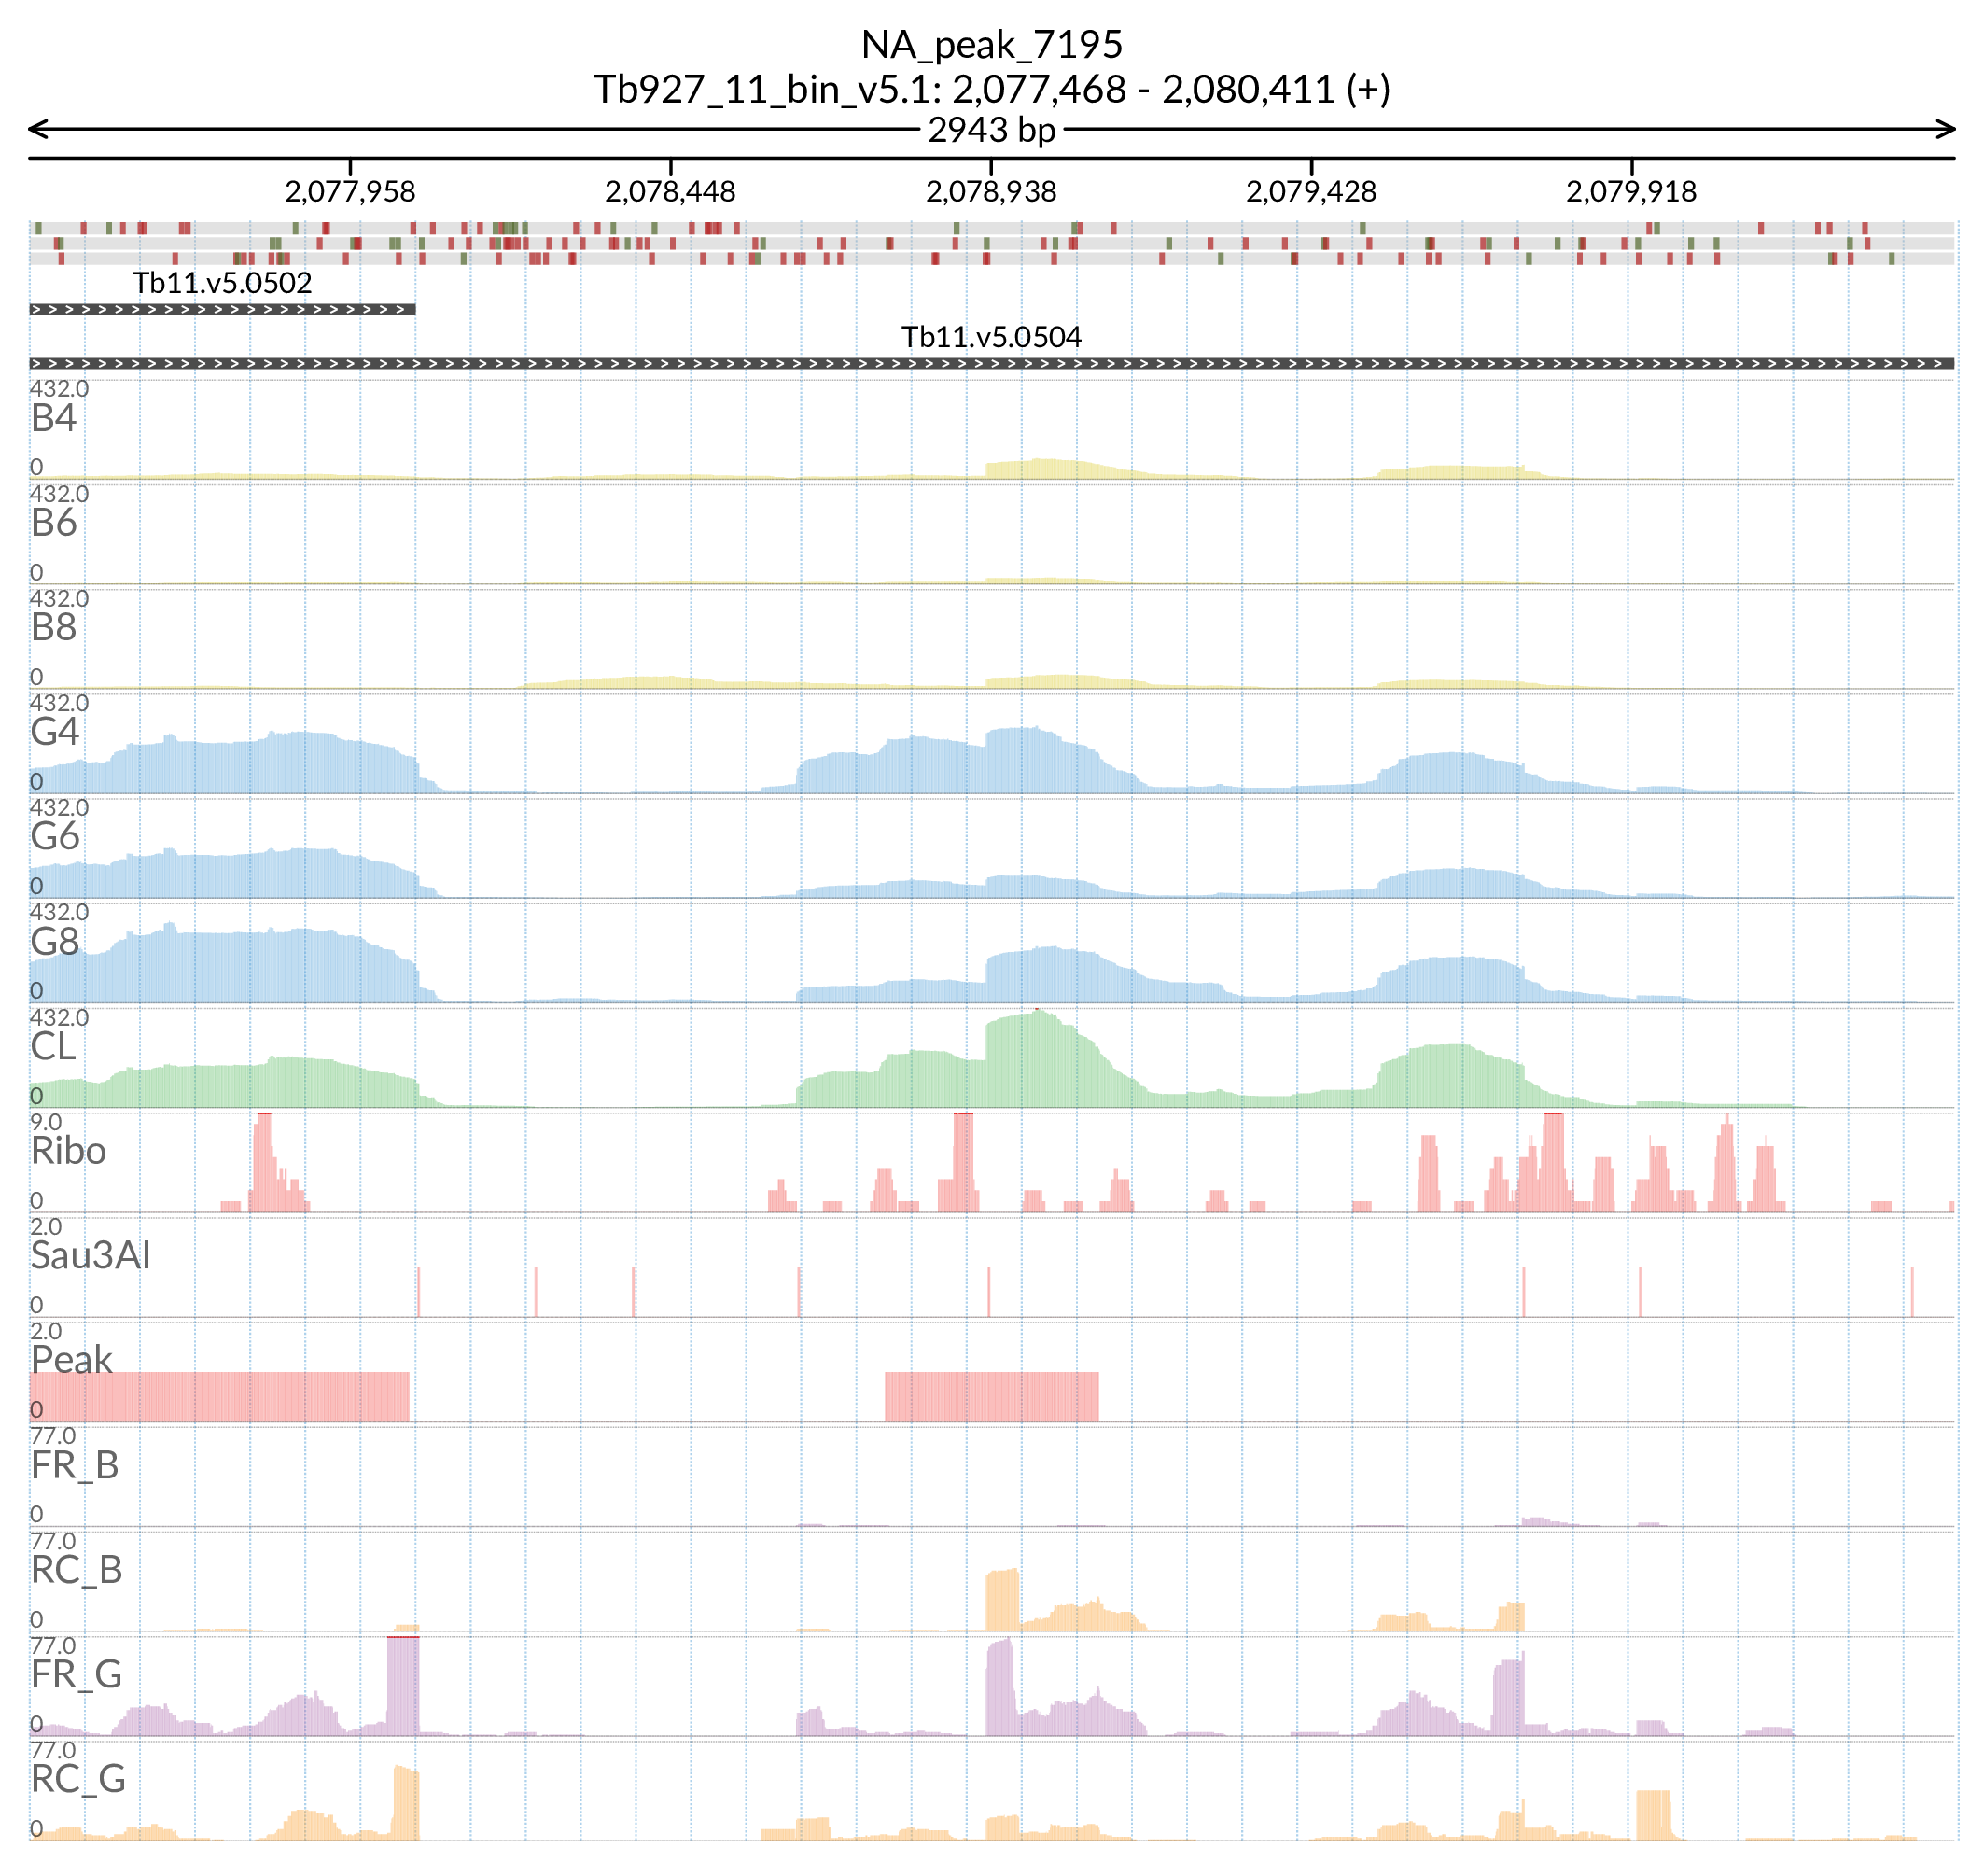 NA_peak_7195
Tb927_11_bin_v5.1: 2,077,468 - 2,080,411 (+)
2943 bp
2,077,958 2,078,448 2,078,938 2,079,428 2,079,918
Tb11.v5.0502
Tb11.v5.0504
432.0
B4
0
432.0
B6
0
432.0
B8
0
432.0
G4
0
432.0
G6
0
432.0
G8
0
432.0
CL
0
9.0
Ribo
0
2.0
Sau3AI
0
2.0
Peak
0
77.0
FR_B
0
77.0
RC_B
0
77.0
FR_G
0
77.0
RC_G
0